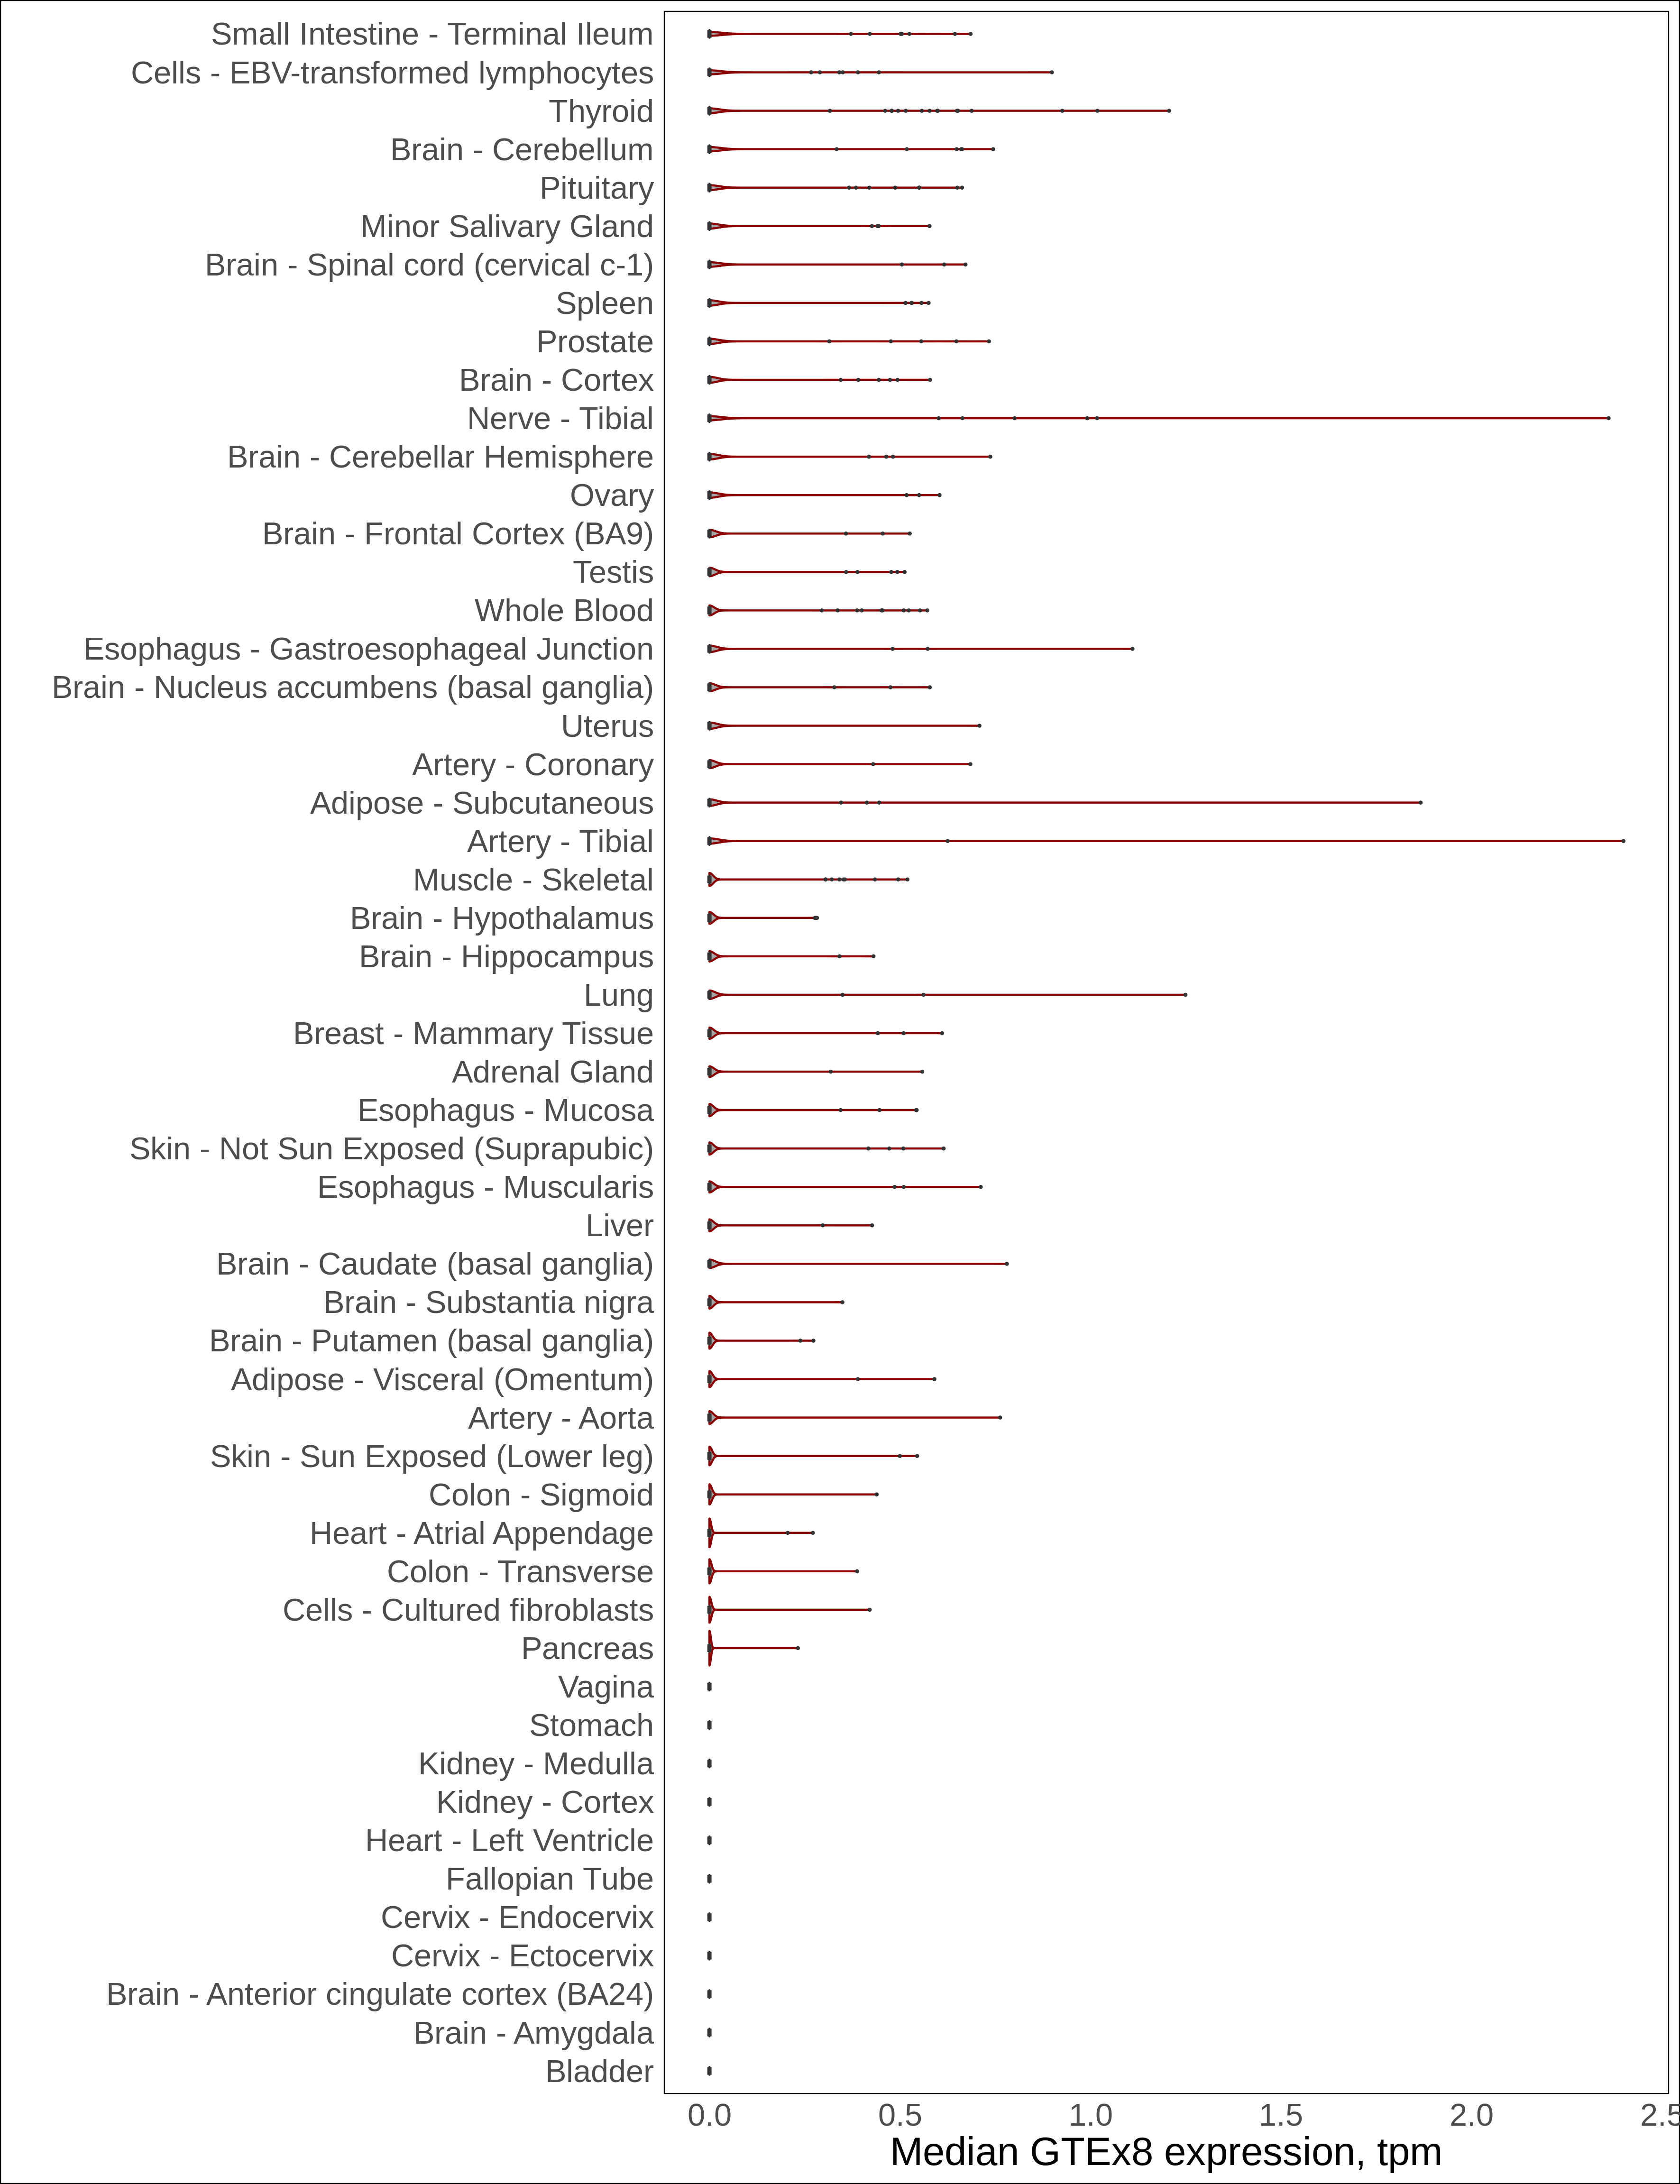 Small Intestine - Terminal Ileum
Cells - EBV-transformed lymphocytes
Thyroid
Brain - Cerebellum
Pituitary
Minor Salivary Gland
Brain - Spinal cord (cervical c-1)
Spleen
Prostate
Brain - Cortex
Nerve - Tibial
Brain - Cerebellar Hemisphere
Ovary
Brain - Frontal Cortex (BA9)
Testis
Whole Blood
Esophagus - Gastroesophageal Junction
Brain - Nucleus accumbens (basal ganglia)
Uterus
Artery - Coronary
Adipose - Subcutaneous
Artery - Tibial
Muscle - Skeletal
Brain - Hypothalamus
Brain - Hippocampus
Lung
Breast - Mammary Tissue
Adrenal Gland
Esophagus - Mucosa
Skin - Not Sun Exposed (Suprapubic)
Esophagus - Muscularis
Liver
Brain - Caudate (basal ganglia)
Brain - Substantia nigra
Brain - Putamen (basal ganglia)
Adipose - Visceral (Omentum)
Artery - Aorta
Skin - Sun Exposed (Lower leg)
Colon - Sigmoid
Heart - Atrial Appendage
Colon - Transverse
Cells - Cultured fibroblasts
Pancreas
Vagina
Stomach
Kidney - Medulla
Kidney - Cortex
Heart - Left Ventricle
Fallopian Tube
Cervix - Endocervix
Cervix - Ectocervix
Brain - Anterior cingulate cortex (BA24)
Brain - Amygdala
Bladder
0.0 0.5 1.0 1.5 2.0 2.5
Median GTEx8 expression, tpm